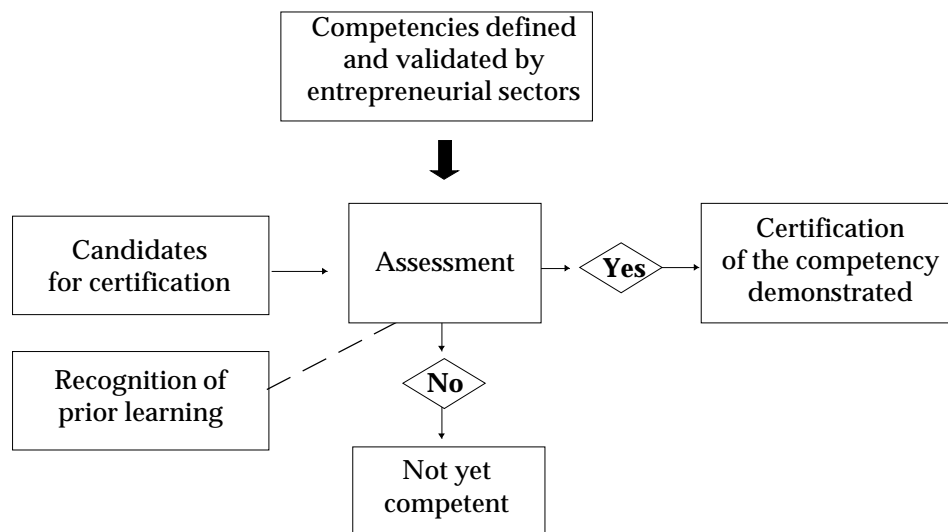 Competencies defined
and validated by
entrepreneurial sectors
Candidates
for certification
Assessment
Yes
Certification
of the competency
demonstrated
Recognition of
prior learning
No
Not yet
competent